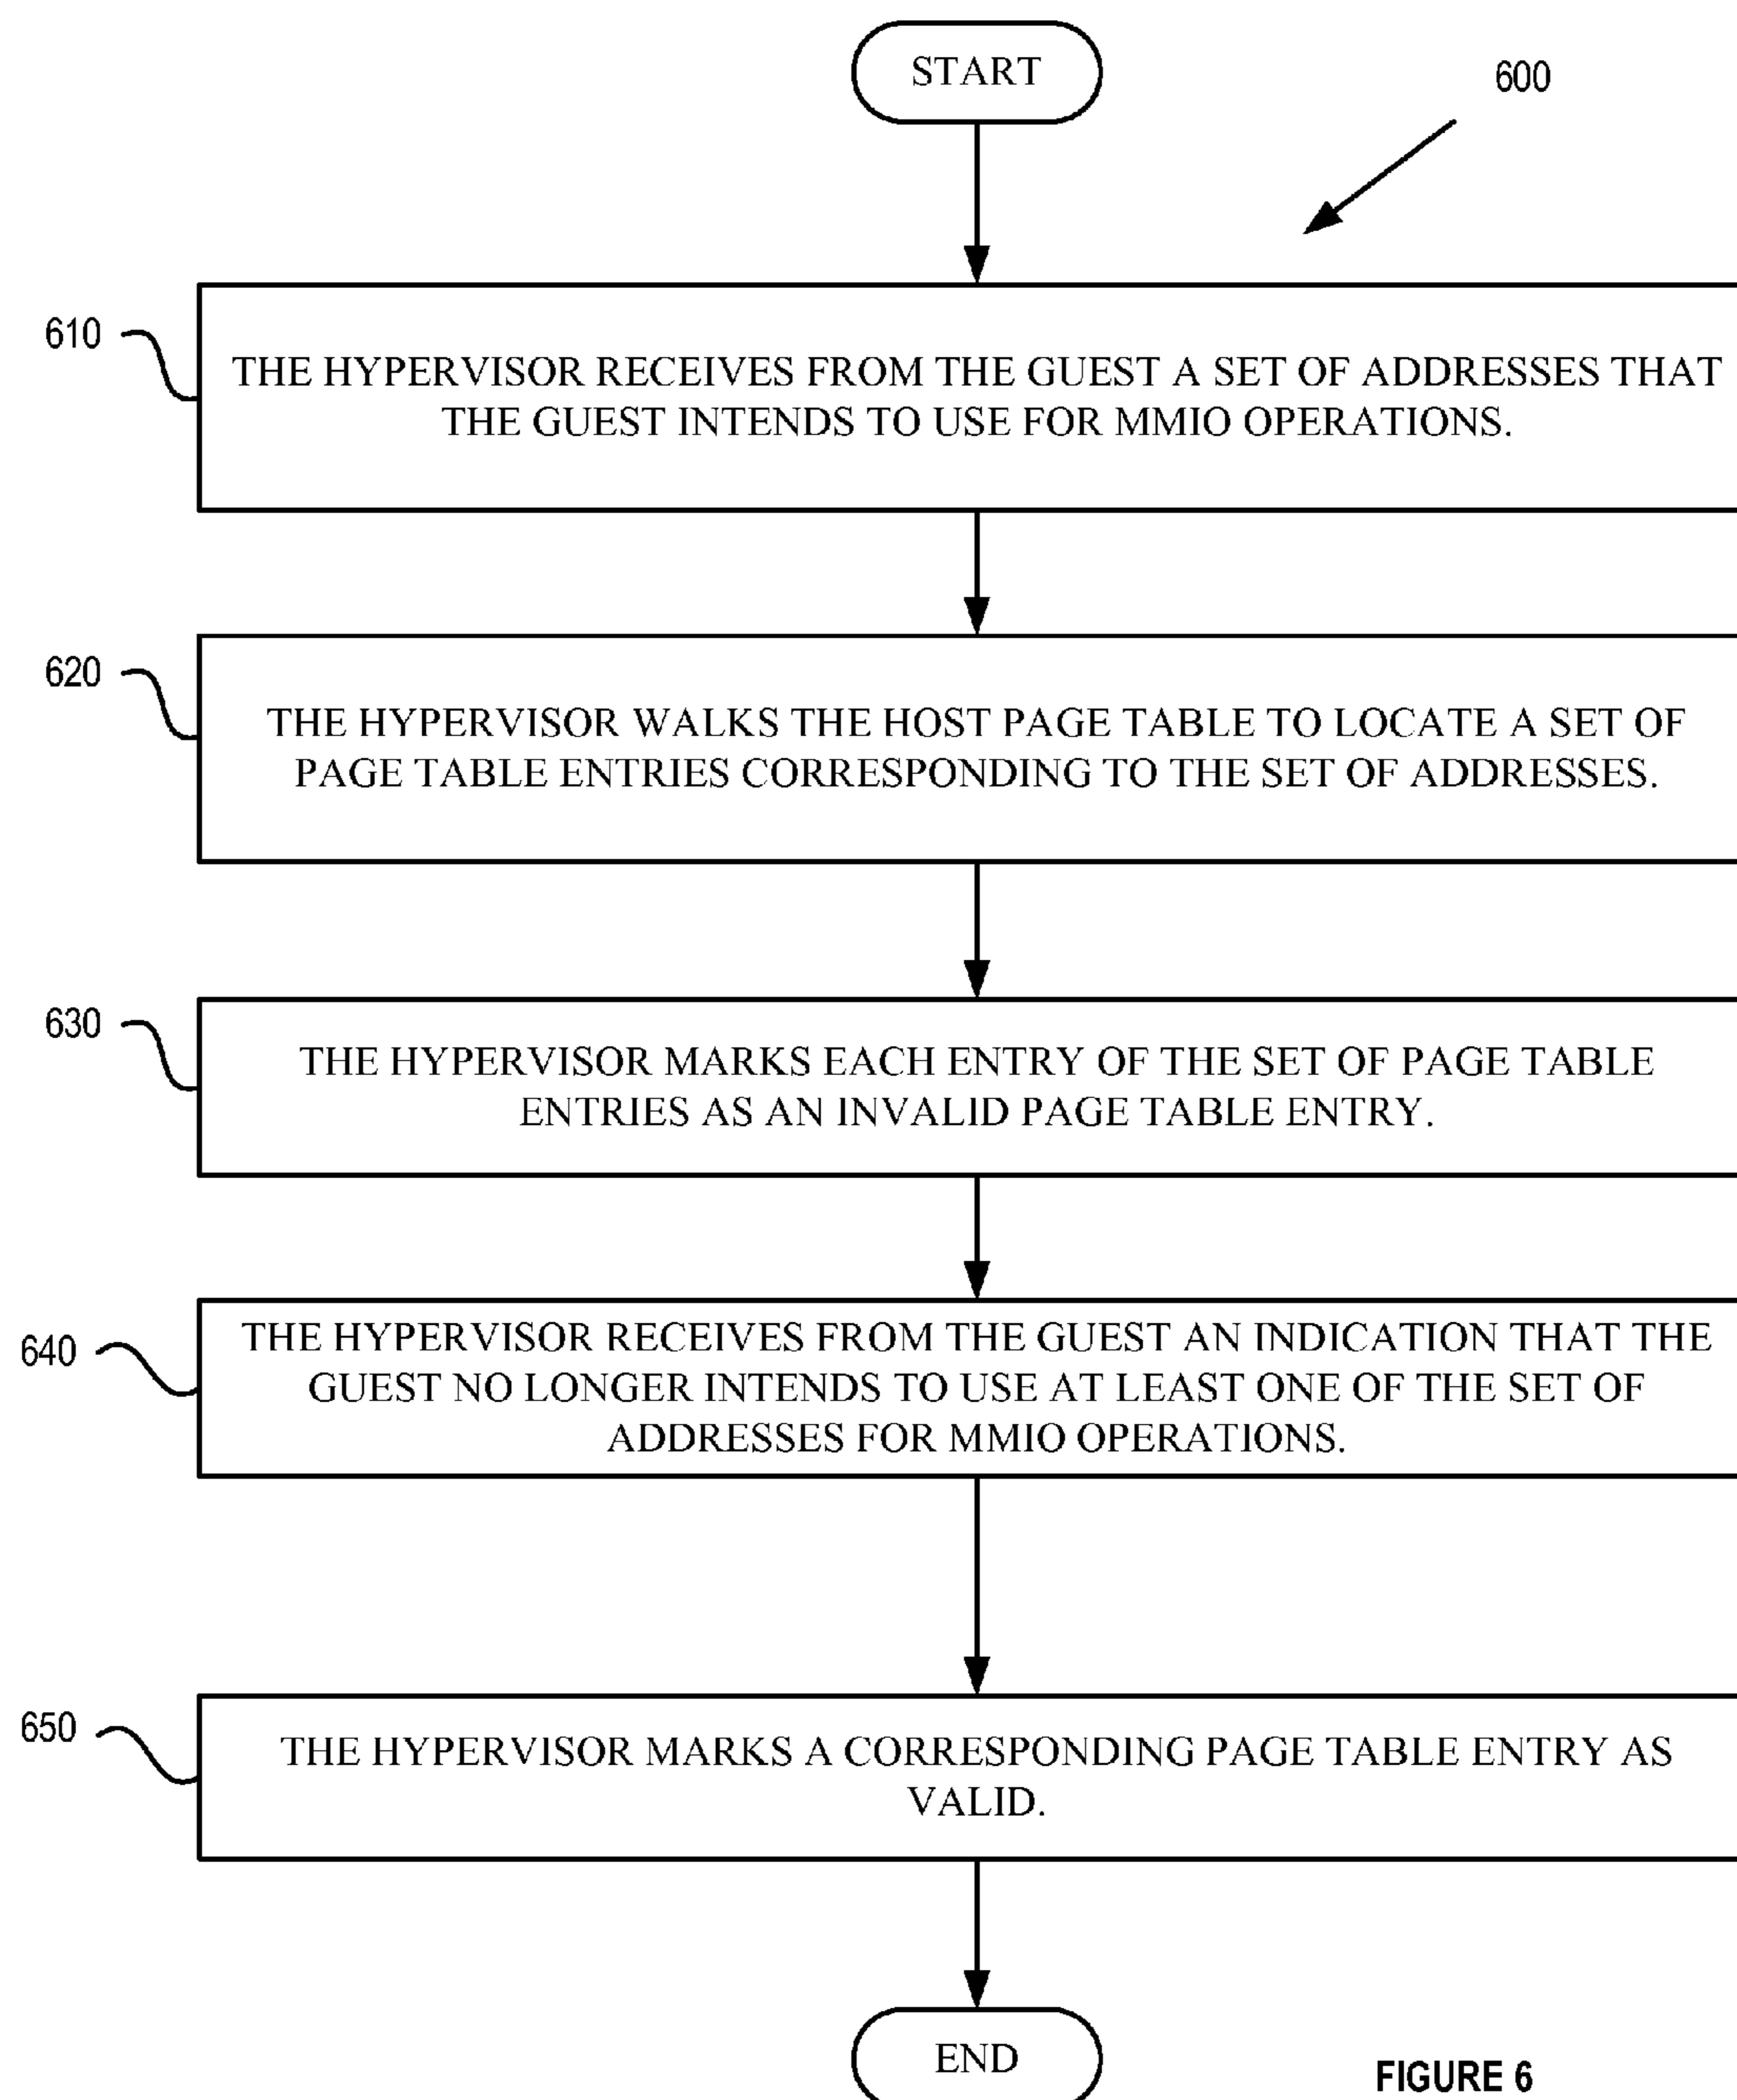 START
600
610
THE HYPERVISOR RECEIVES FROM THE GUEST A SET OF ADDRESSES THAT
THE GUEST INTENDS TO USE FOR MMIO OPERATIONS.
620
THE HYPERVISOR WALKS THE HOST PAGE TABLE TO LOCATE A SET OF
PAGE TABLE ENTRIES CORRESPONDING TO THE SET OF ADDRESSES.
630
THE HYPERVISOR MARKS EACH ENTRY OF THE SET OF PAGE TABLE
ENTRIES AS AN INVALID PAGE TABLE ENTRY.
640
THE HYPERVISOR RECEIVES FROM THE GUEST AN INDICATION THAT THE
GUEST NO LONGER INTENDS TO USE AT LEAST ONE OF THE SET OF
ADDRESSES FOR MMIO OPERATIONS.
650
THE HYPERVISOR MARKS A CORRESPONDING PAGE TABLE ENTRY AS
VALID.
END
FIGURE 6